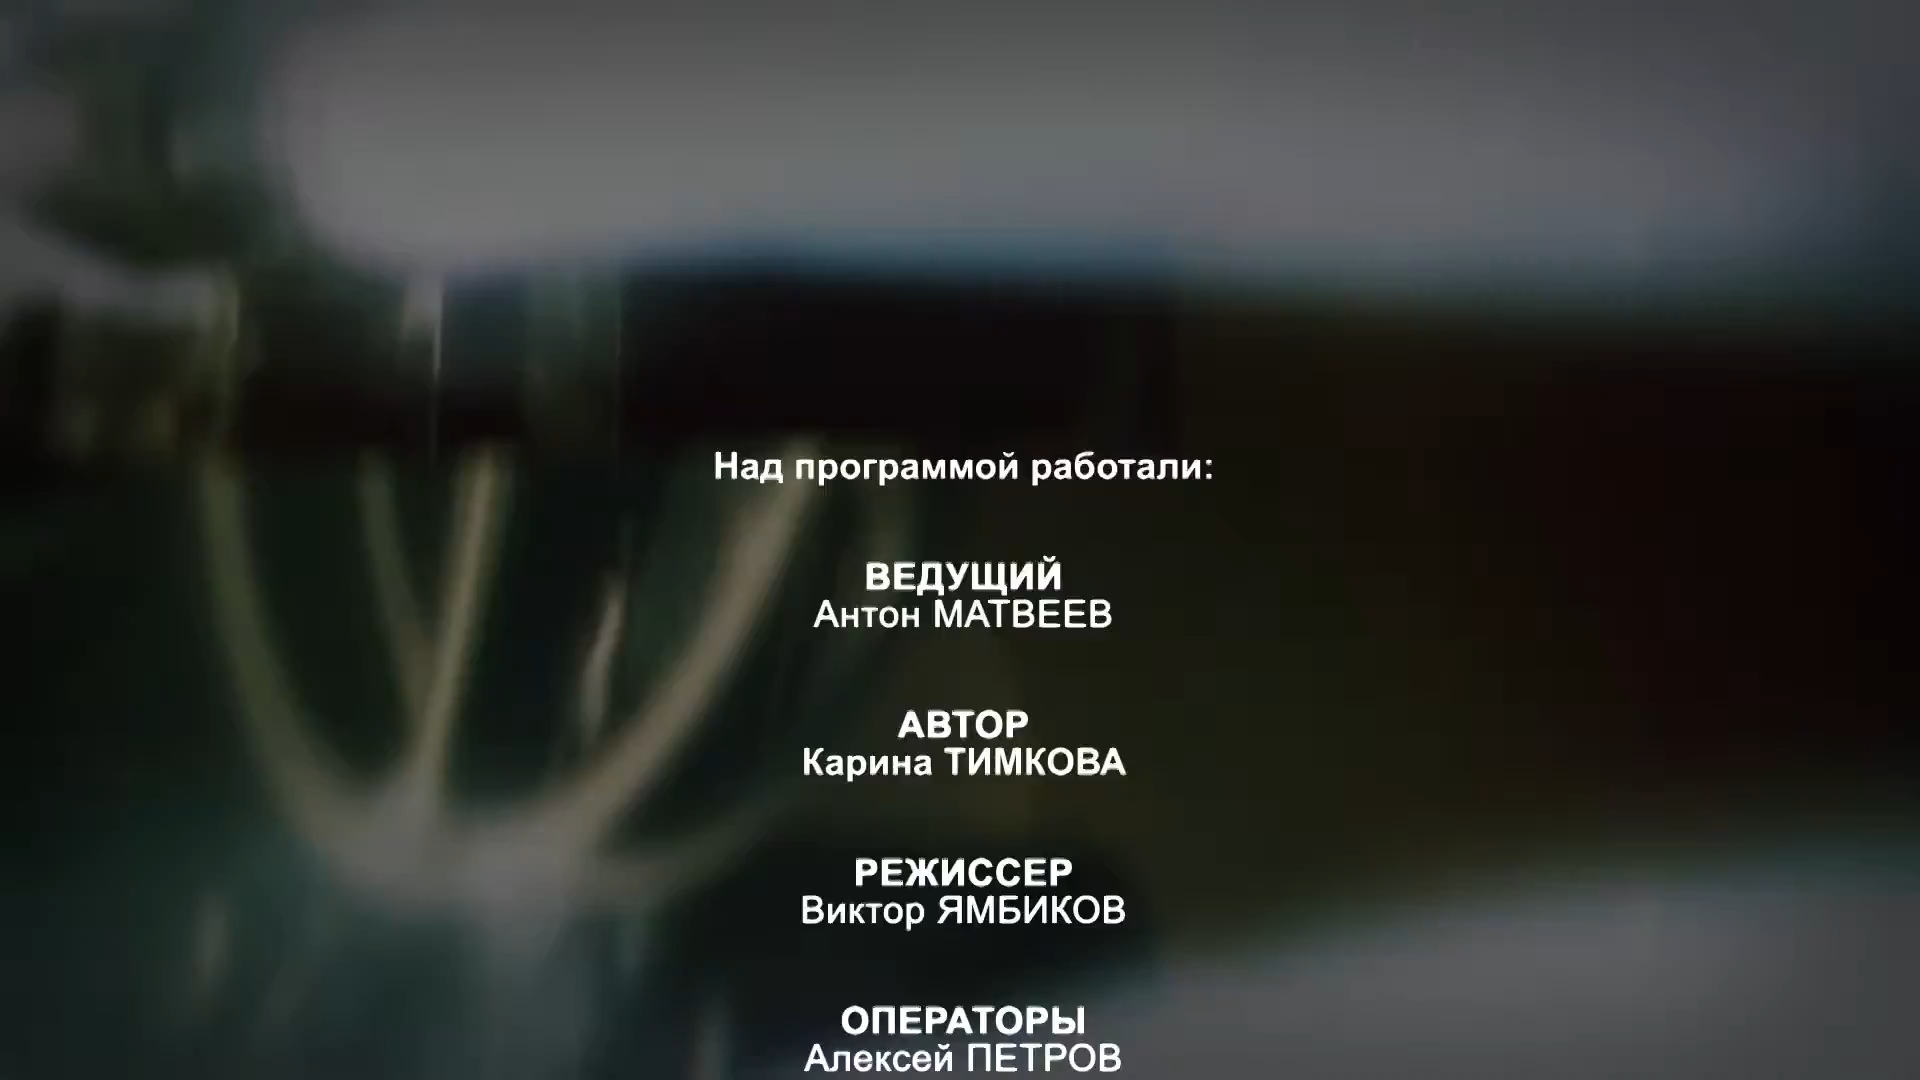 Над программой работали:
ВЕДУЩИЙ
Антон МАТВЕЕВ
АВТОР
Карина ТИМКОВА
РЕЖИССЕР
Виктор ЯМБИКОВ
ОПЕРАТОРЫ
Алексей ПЕТРОВ